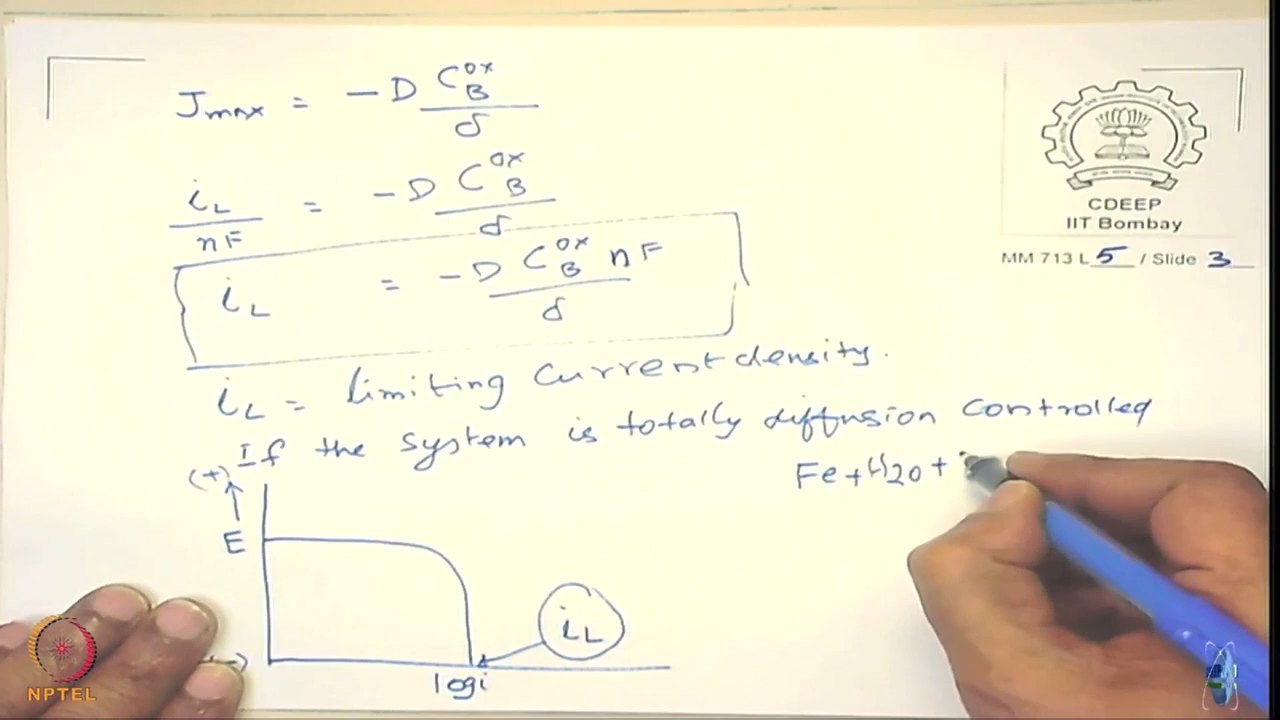 Jmax = -D C_B^ox / δ
i_L / nF = -D C_B^ox / δ
i_L = -D C_B^ox nF / δ
i_L = limiting Current density.
If the system is totally diffusion Controlled
Fe + H2O +
(+)
E
i_L
log i
CDEEP
IIT Bombay
MM 713 L 5 / Slide 3
NPTEL